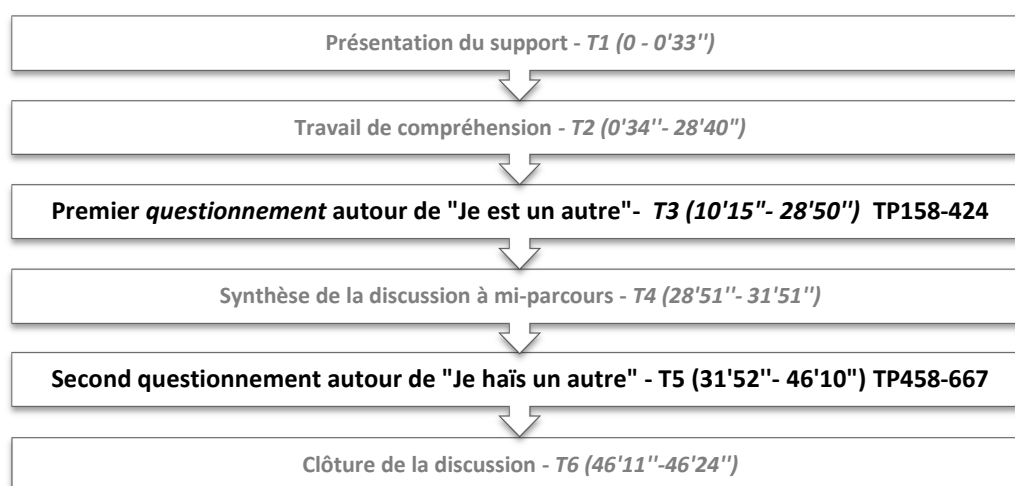 Présentation du support - T1 (0 - 0'33'')
Travail de compréhension - T2 (0'34''- 28'40")
Premier questionnement autour de "Je est un autre"- T3 (10'15"- 28'50'') TP158-424
Synthèse de la discussion à mi-parcours - T4 (28'51''- 31'51'')
Second questionnement autour de "Je haïs un autre" - T5 (31'52''- 46'10") TP458-667
Clôture de la discussion - T6 (46'11''-46'24'')